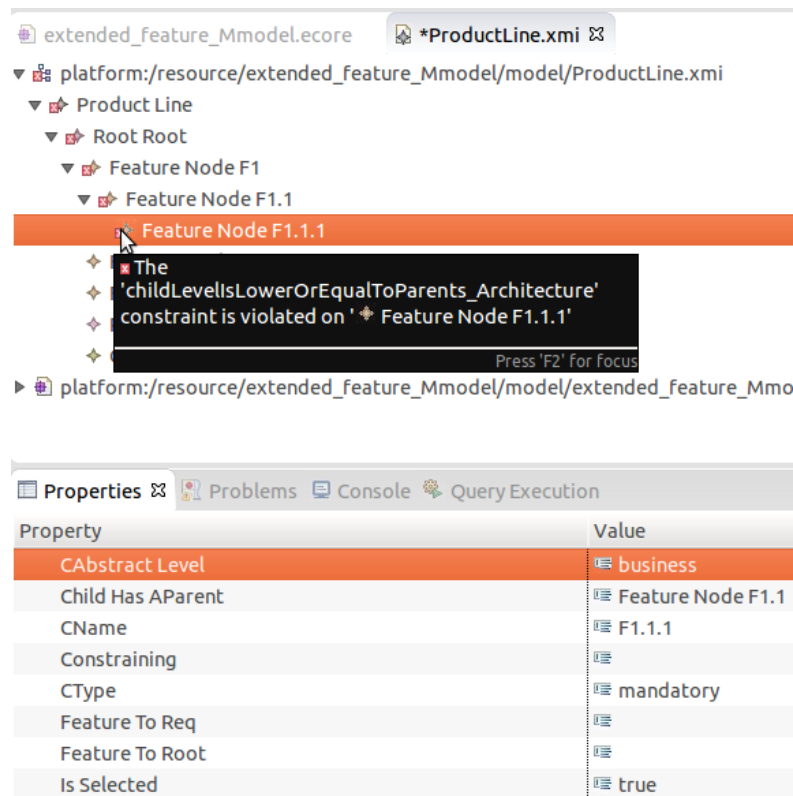 extended_feature_Mmodel.ecore *ProductLine.xmi
platform:/resource/extended_feature_Mmodel/model/ProductLine.xmi
Product Line
Root Root
Feature Node F1
Feature Node F1.1
Feature Node F1.1.1
The
'childLevelIsLowerOrEqualToParents_Architecture'
constraint is violated on ' Feature Node F1.1.1'
Press 'F2' for focus
platform:/resource/extended_feature_Mmodel/model/extended_feature_Mmo
Properties Problems Console Query Execution
Property Value
CAbstract Level business
Child Has AParent Feature Node F1.1
CName F1.1.1
Constraining
CType mandatory
Feature To Req
Feature To Root
Is Selected true